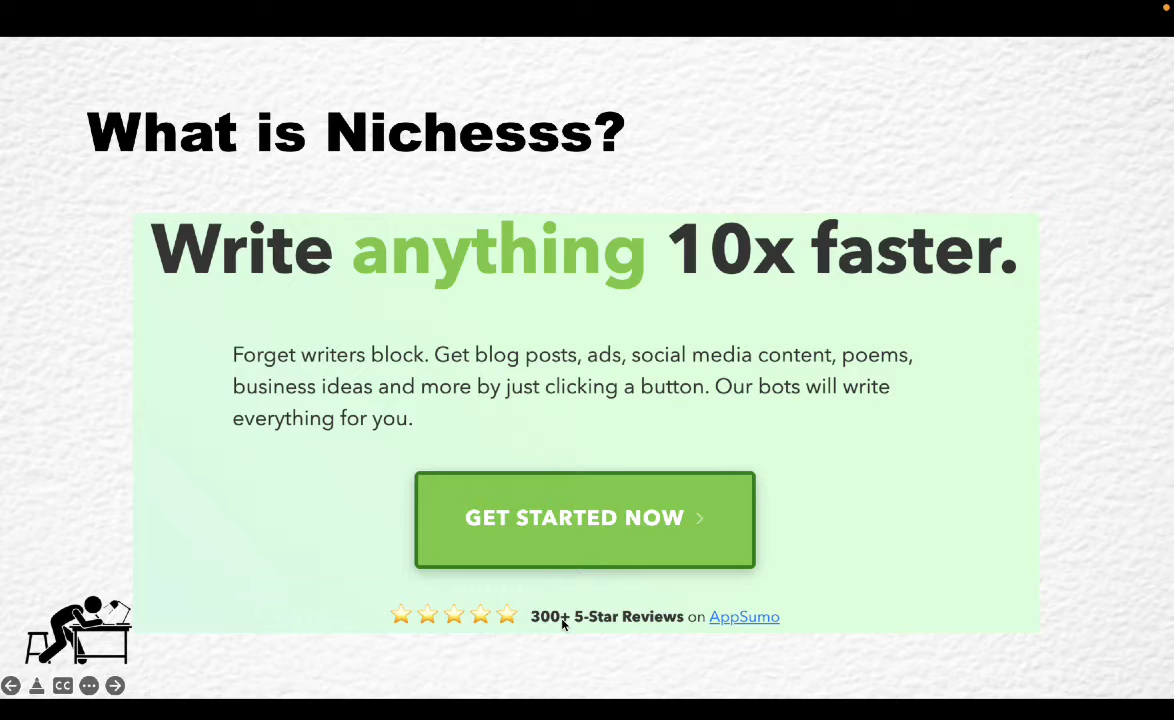 What is Nichesss?
Write anything 10x faster.
Forget writers block. Get blog posts, ads, social media content, poems,
business ideas and more by just clicking a button. Our bots will write
everything for you.
GET STARTED NOW >
300+ 5-Star Reviews on AppSumo
CC